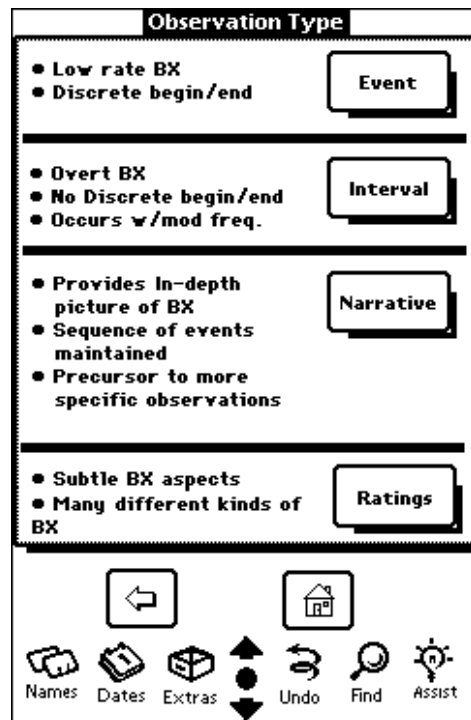 Observation Type
● Low rate BX
● Discrete begin/end
Event
● Overt BX
● No Discrete begin/end
● Occurs w/mod freq.
Interval
● Provides In-depth
picture of BX
● Sequence of events
maintained
● Precursor to more
specific observations
Narrative
● Subtle BX aspects
● Many different kinds of
BX
Ratings
Names Dates Extras Undo Find Assist